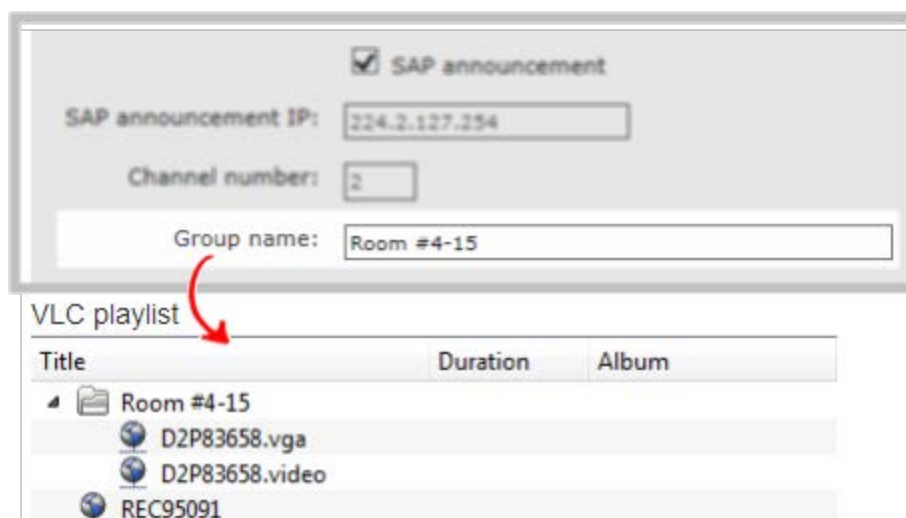 SAP announcement
SAP announcement IP: 224.2.127.254
Channel number: 2
Group name: Room #4-15
VLC playlist
Title Duration Album
Room #4-15
D2P83658.vga
D2P83658.video
REC95091